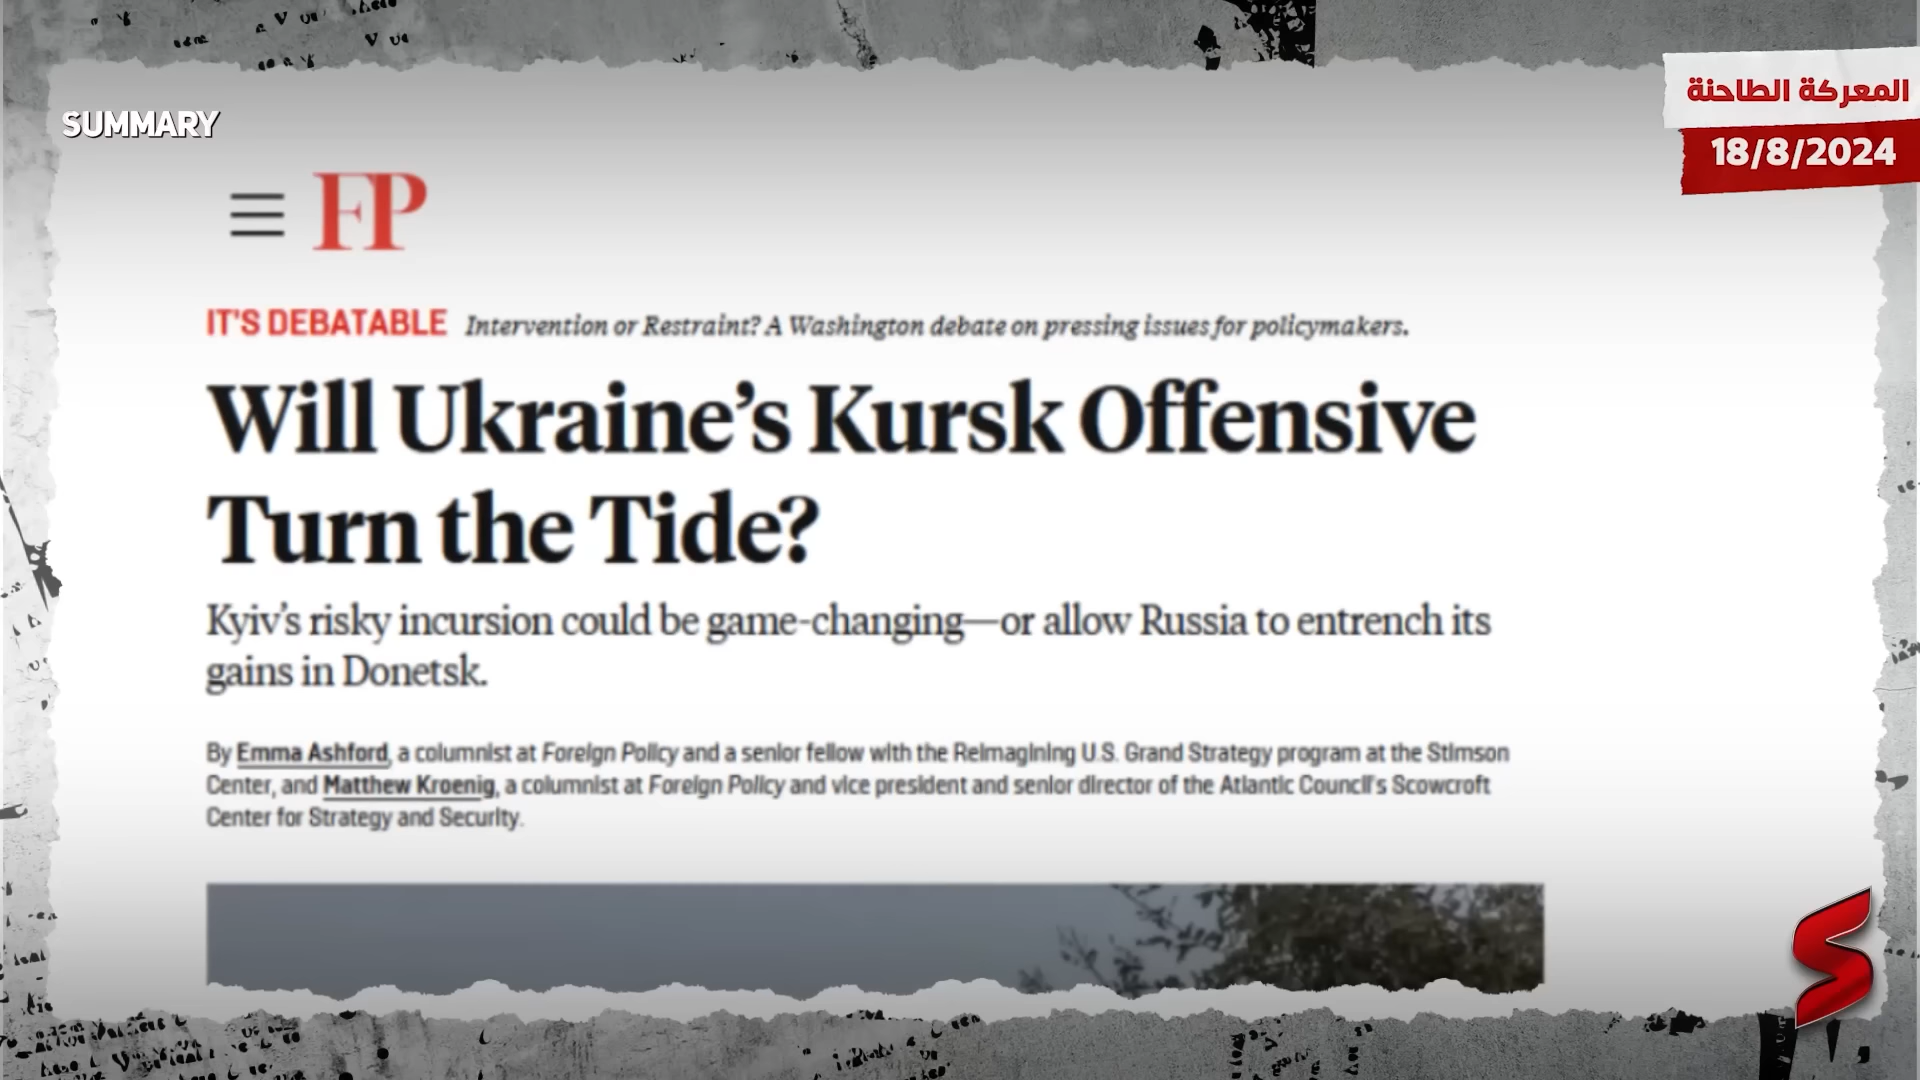 SUMMARY
المعركة الطاحنة
18/8/2024
FP
IT'S DEBATABLE Intervention or Restraint? A Washington debate on pressing issues for policymakers.
Will Ukraine’s Kursk Offensive
Turn the Tide?
Kyiv’s risky incursion could be game-changing—or allow Russia to entrench its
gains in Donetsk.
By Emma Ashford, a columnist at Foreign Policy and a senior fellow with the Reimagining U.S. Grand Strategy program at the Stimson
Center, and Matthew Kroenig, a columnist at Foreign Policy and vice president and senior director of the Atlantic Council’s Scowcroft
Center for Strategy and Security.